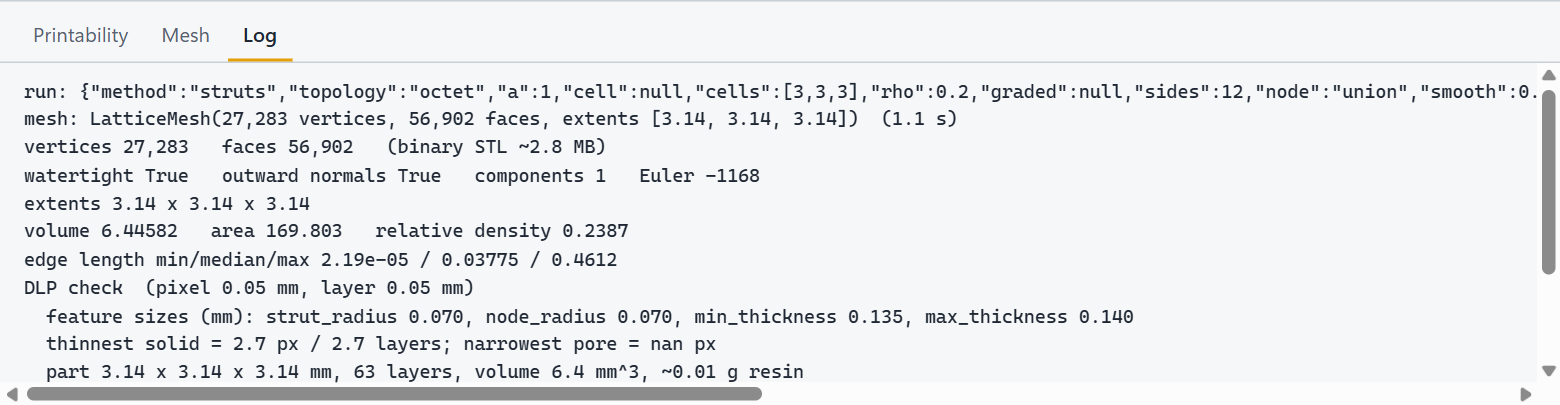 Printability Mesh Log
run: {"method":"struts","topology":"octet","a":1,"cell":null,"cells":[3,3,3],"rho":0.2,"graded":null,"sides":12,"node":"union","smooth":0.
mesh: LatticeMesh(27,283 vertices, 56,902 faces, extents [3.14, 3.14, 3.14])  (1.1 s)
vertices 27,283   faces 56,902   (binary STL ~2.8 MB)
watertight True   outward normals True   components 1   Euler -1168
extents 3.14 x 3.14 x 3.14
volume 6.44582   area 169.803   relative density 0.2387
edge length min/median/max 2.19e-05 / 0.03775 / 0.4612
DLP check  (pixel 0.05 mm, layer 0.05 mm)
  feature sizes (mm): strut_radius 0.070, node_radius 0.070, min_thickness 0.135, max_thickness 0.140
  thinnest solid = 2.7 px / 2.7 layers; narrowest pore = nan px
  part 3.14 x 3.14 x 3.14 mm, 63 layers, volume 6.4 mm^3, ~0.01 g resin